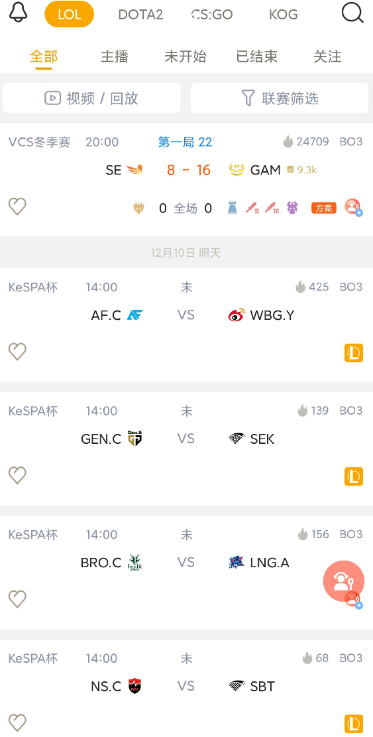 LOL DOTA2 CS:GO KOG
全部 主播 未开始 已结束 关注
视频 / 回放 联赛筛选
VCS冬季赛 20:00 第一局 22' 24709 BO3
SE 8 - 16 GAM 9.3k
0 全场 0 方案
12月10日 明天
KeSPA杯 14:00 未 425 BO3
AF.C VS WBG.Y
KeSPA杯 14:00 未 139 BO3
GEN.C VS SEK
KeSPA杯 14:00 未 156 BO3
BRO.C VS LNG.A
KeSPA杯 14:00 未 68 BO3
NS.C VS SBT